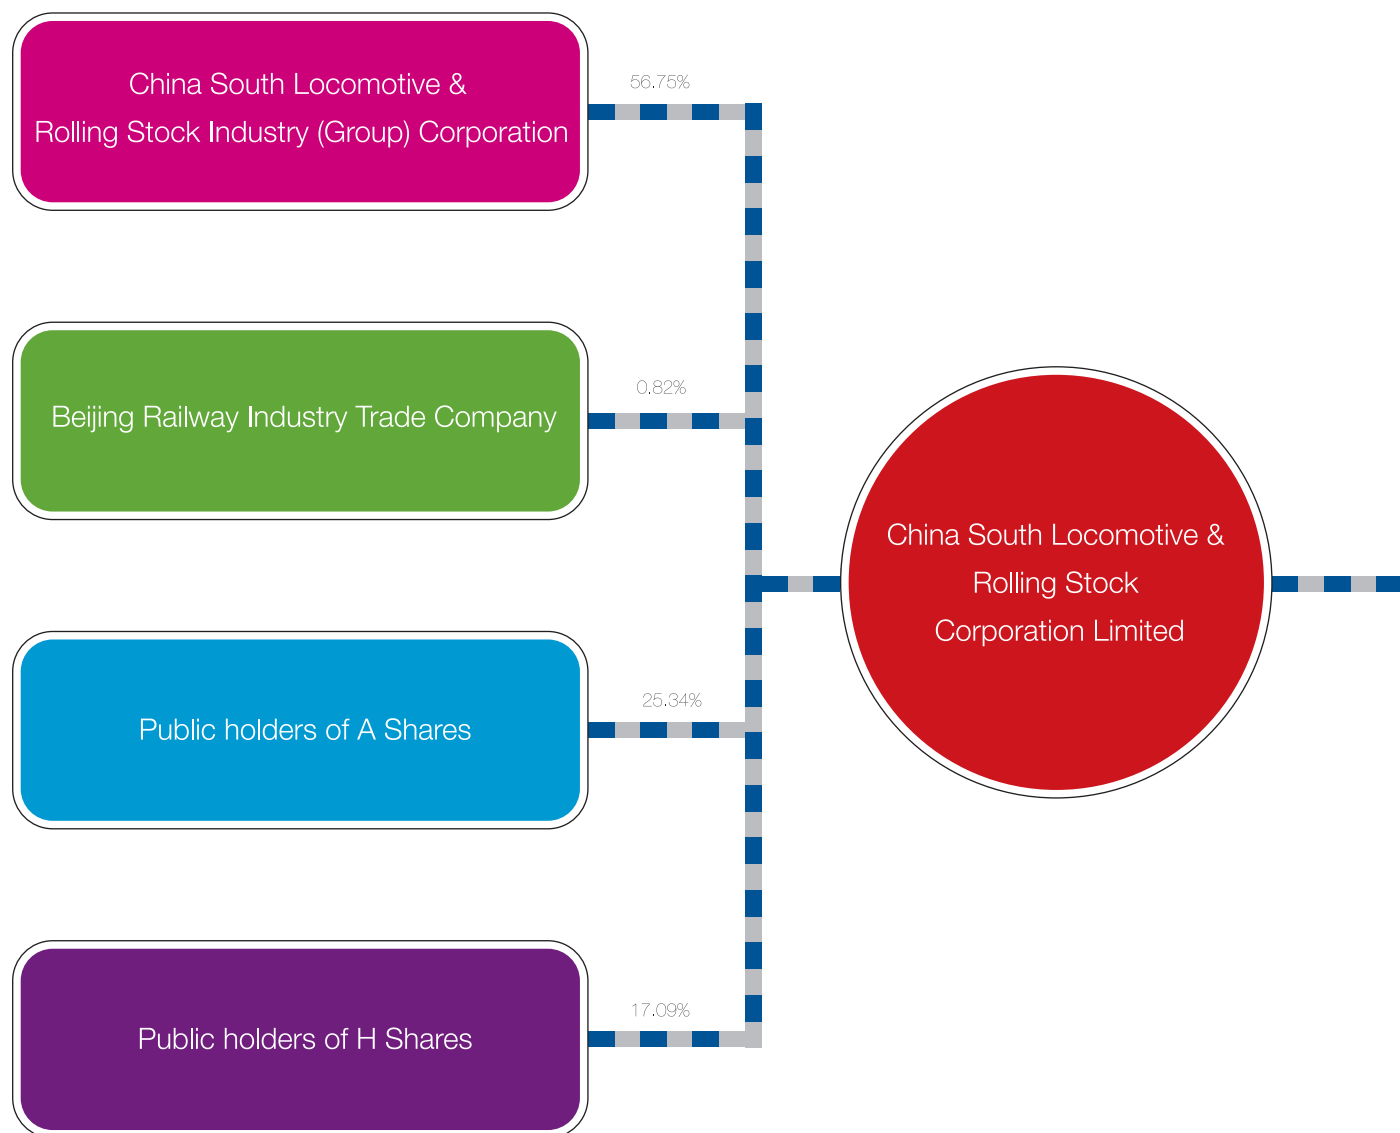 China South Locomotive &
Rolling Stock Industry (Group) Corporation
56.75%
Beijing Railway Industry Trade Company
0.82%
Public holders of A Shares
25.34%
Public holders of H Shares
17.09%
China South Locomotive &
Rolling Stock
Corporation Limited